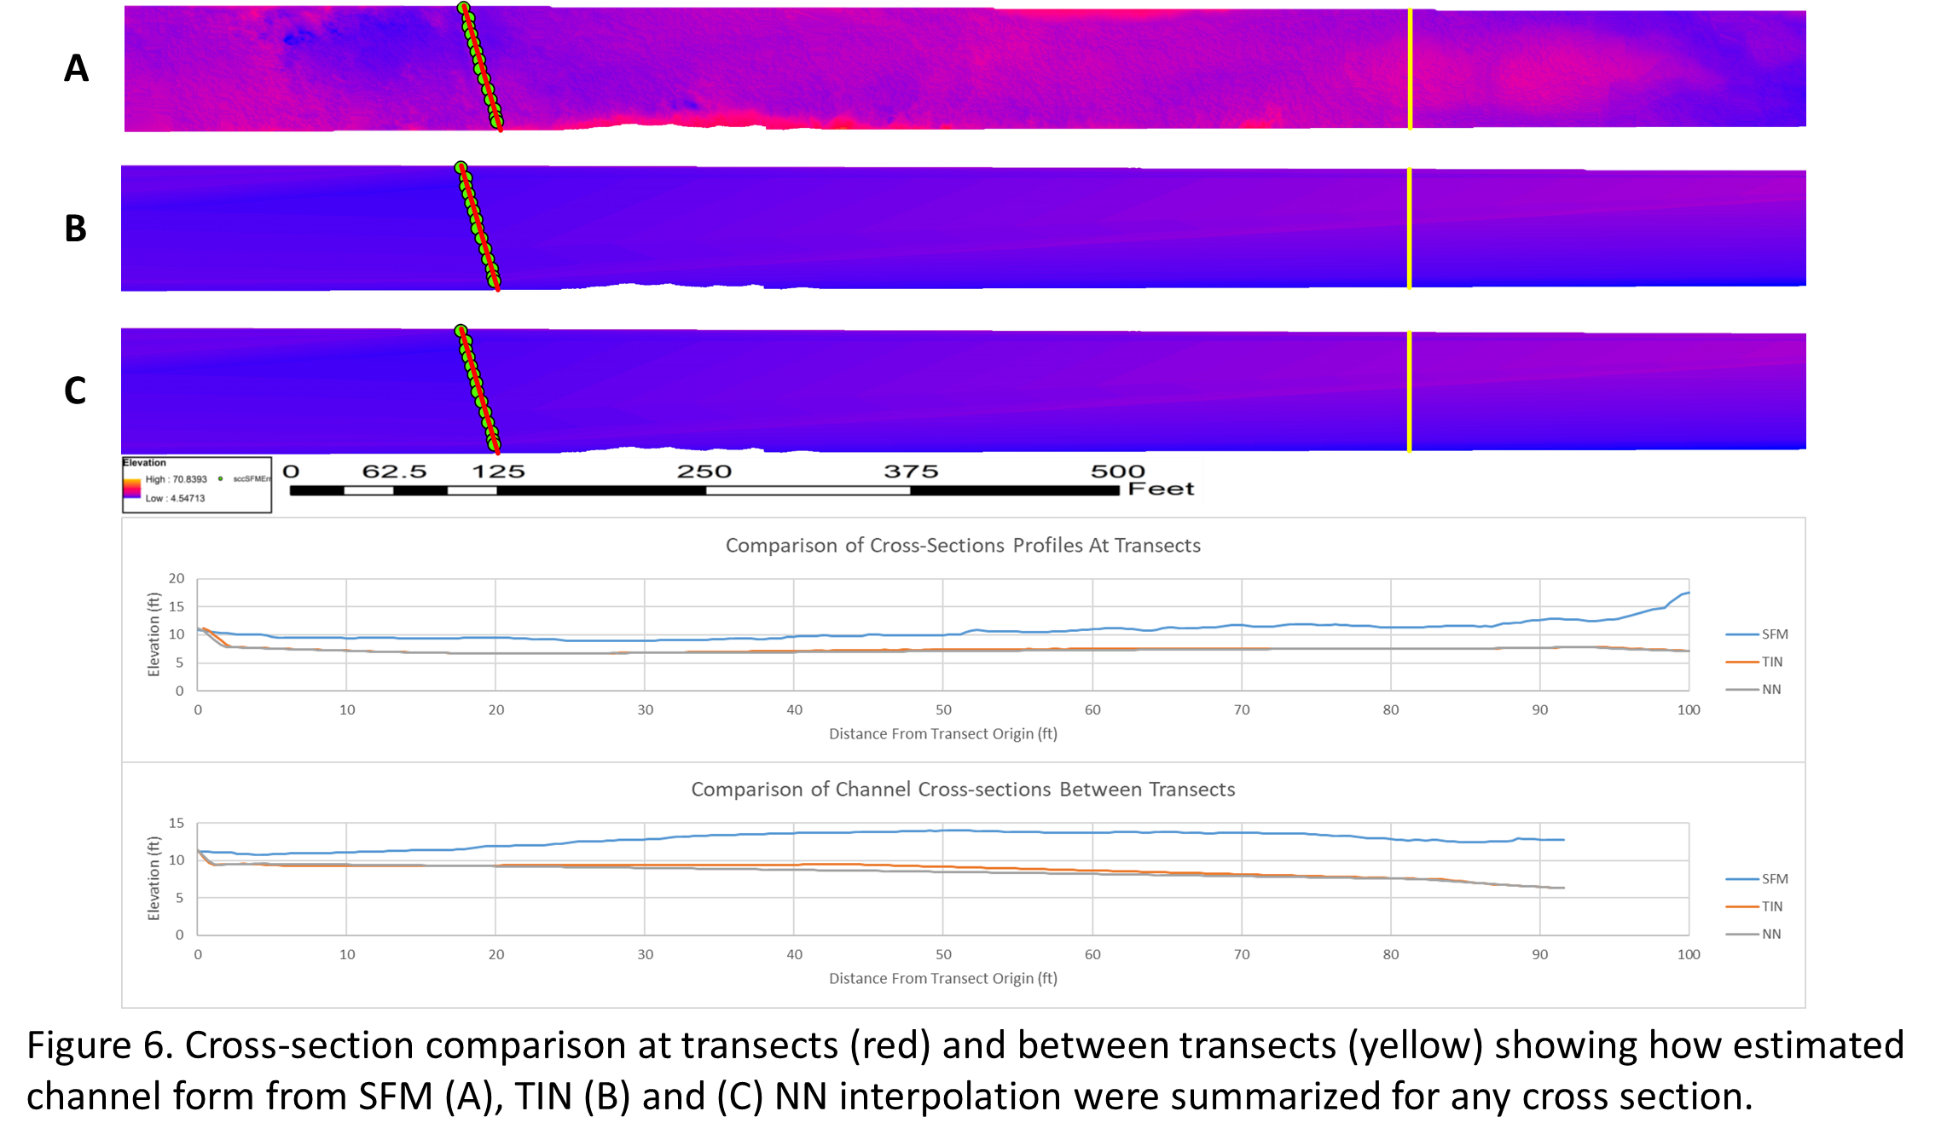 A
B
C
Elevation
High : 70.8393
sccSFMErr
Low : 4.54713
0 62.5 125 250 375 500
Feet
Comparison of Cross-Sections Profiles At Transects
Elevation (ft)
20
15
10
5
0
0 10 20 30 40 50 60 70 80 90 100
Distance From Transect Origin (ft)
SFM
TIN
NN
Comparison of Channel Cross-sections Between Transects
Elevation (ft)
15
10
5
0
0 10 20 30 40 50 60 70 80 90 100
Distance From Transect Origin (ft)
SFM
TIN
NN
Figure 6. Cross-section comparison at transects (red) and between transects (yellow) showing how estimated
channel form from SFM (A), TIN (B) and (C) NN interpolation were summarized for any cross section.